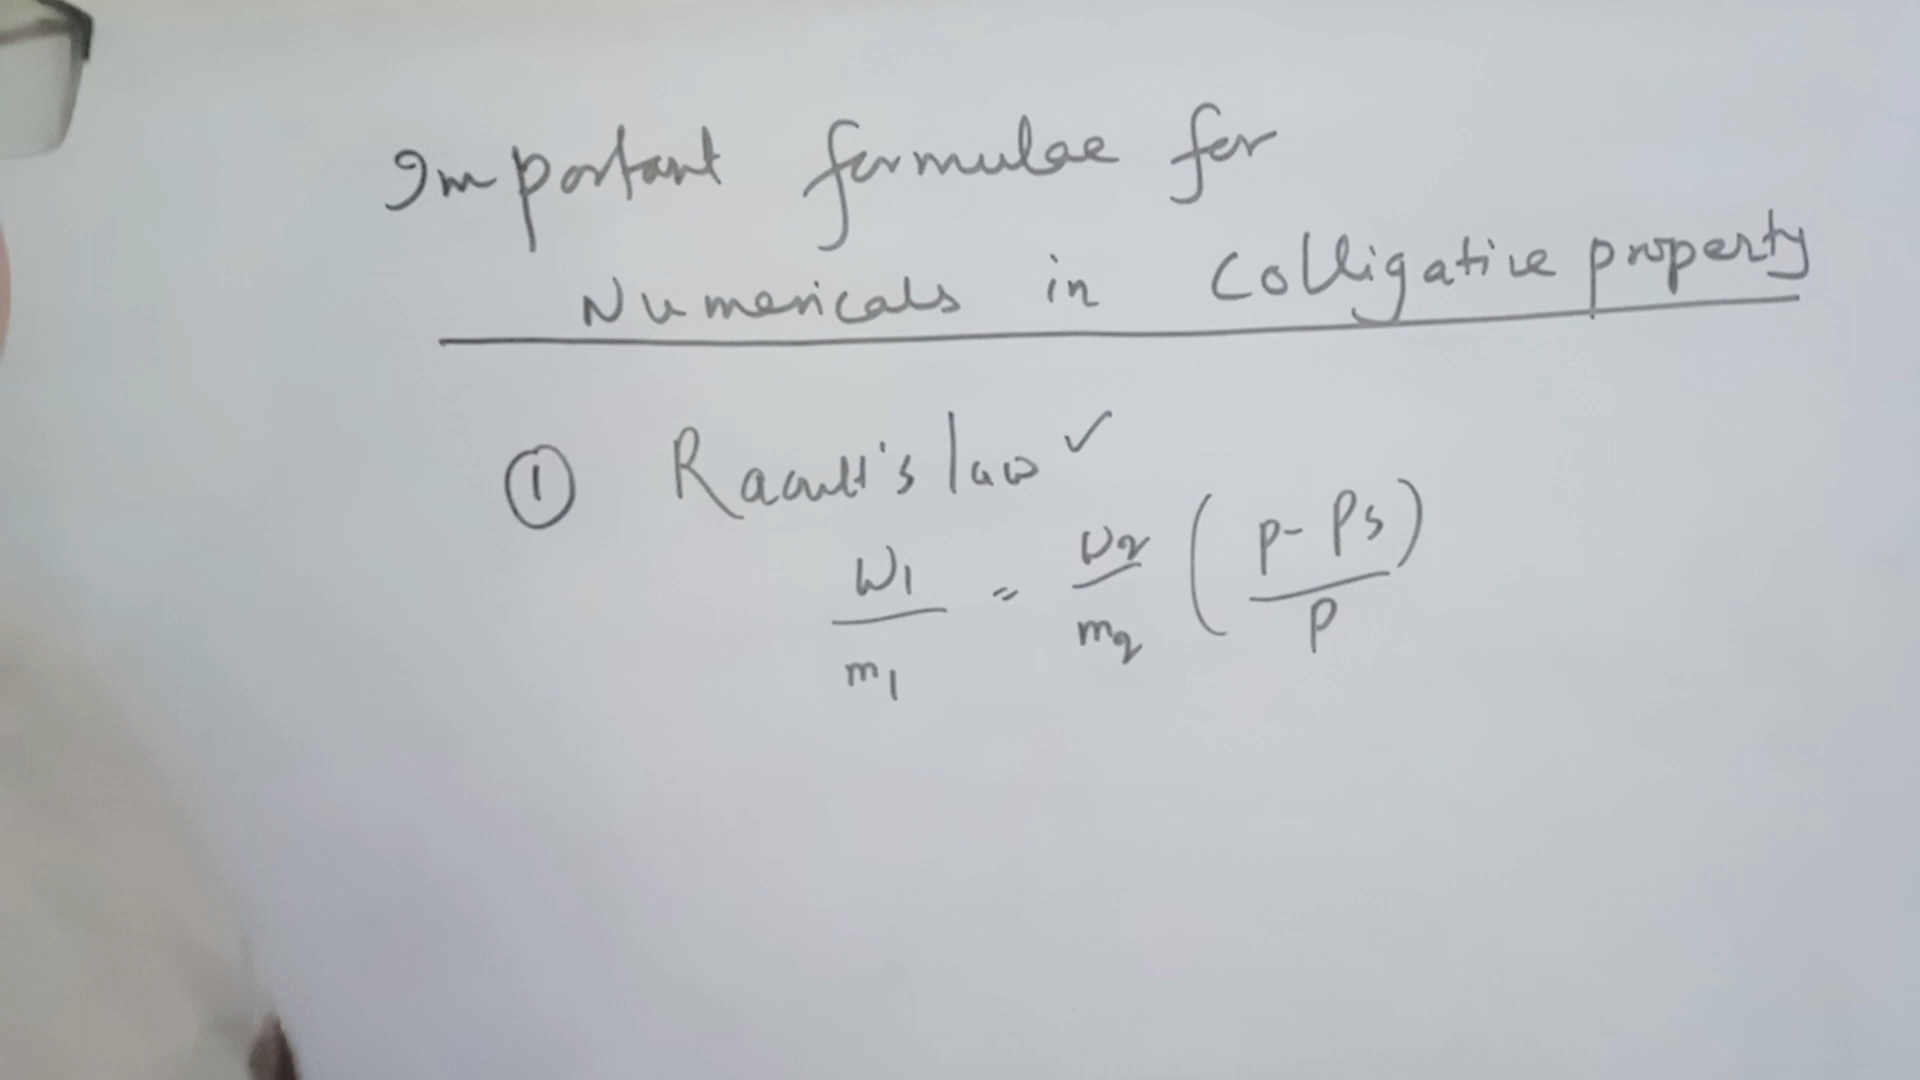 Important formulae for
Numericals in Colligative property
① Raoult's law ✓
w1/m1 = w2/m2 (p - ps/p)